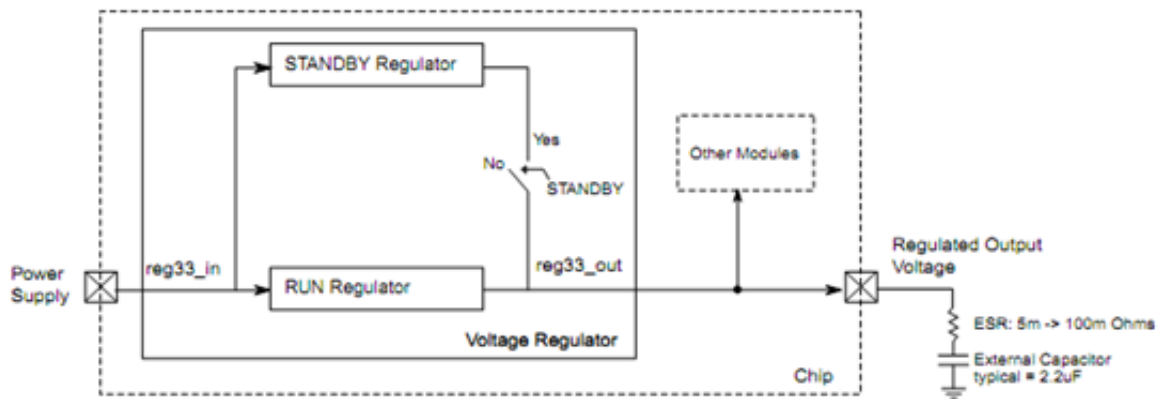 STANDBY Regulator
Yes
No
STANDBY
Other Modules
Power
Supply
reg33_in
RUN Regulator
reg33_out
Regulated Output
Voltage
Voltage Regulator
ESR: 5m -> 100m Ohms
External Capacitor
typical = 2.2uF
Chip